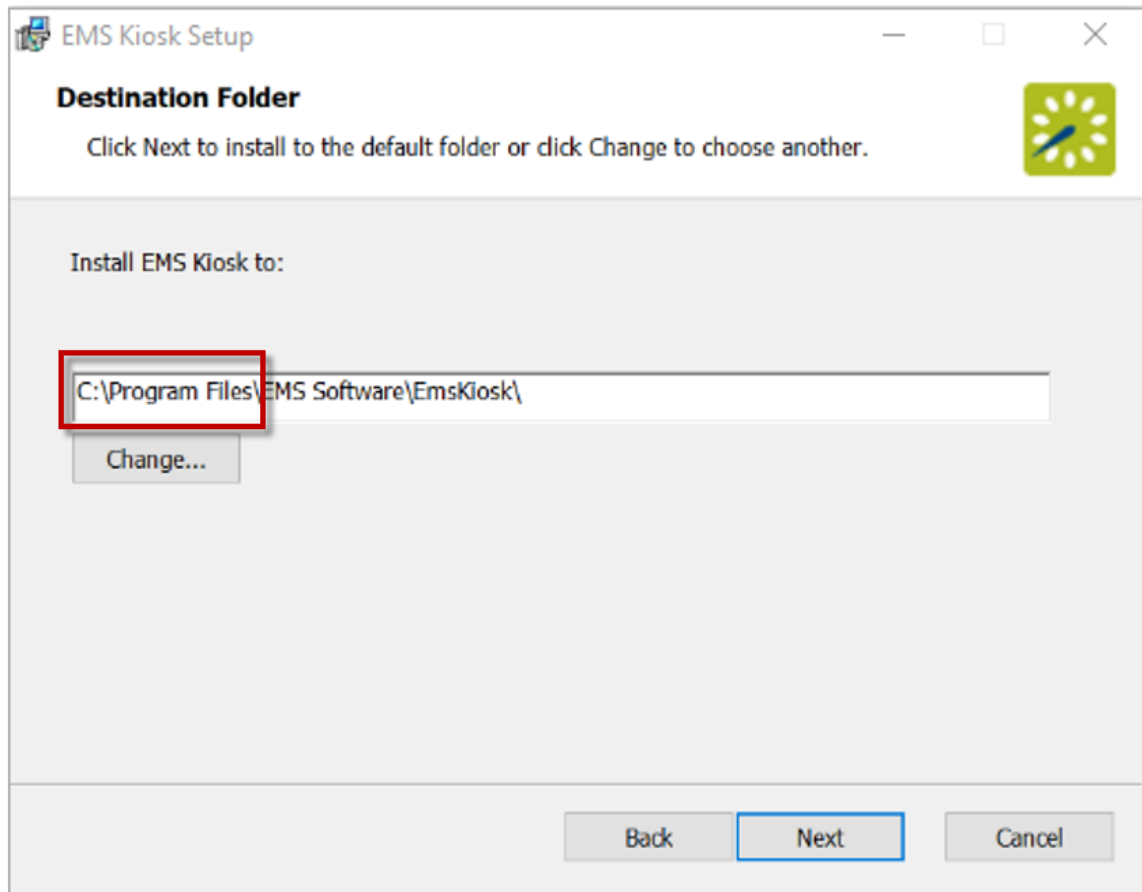 EMS Kiosk Setup
Destination Folder
Click Next to install to the default folder or click Change to choose another.
Install EMS Kiosk to:
C:\Program Files\EMS Software\EmsKiosk\
Change...
Back Next Cancel